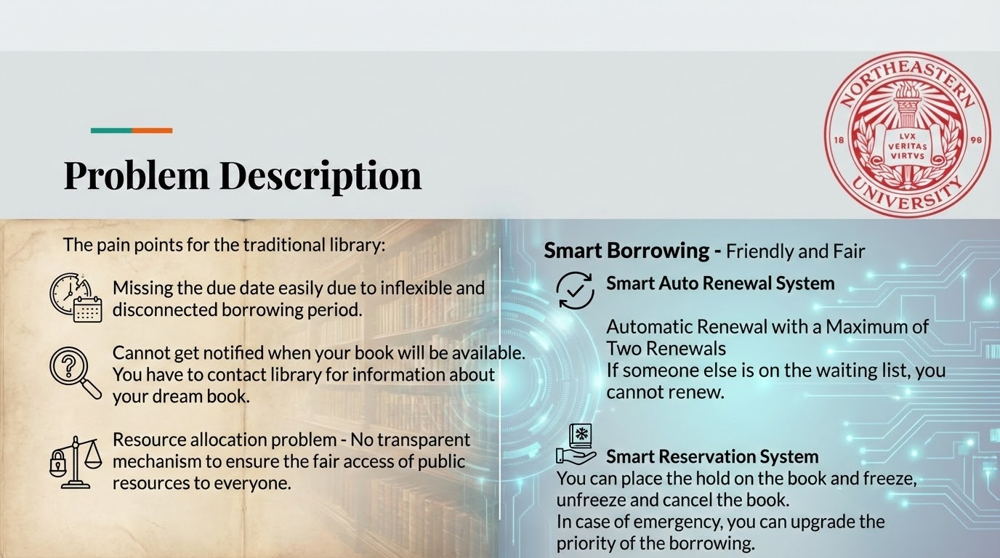 NORTHEASTERN
18 98
LVX
VERITAS
VIRTVS
UNIVERSITY
Problem Description
The pain points for the traditional library:
Missing the due date easily due to inflexible and
disconnected borrowing period.
Cannot get notified when your book will be available.
You have to contact library for information about
your dream book.
Resource allocation problem - No transparent
mechanism to ensure the fair access of public
resources to everyone.
Smart Borrowing - Friendly and Fair
Smart Auto Renewal System
Automatic Renewal with a Maximum of
Two Renewals
If someone else is on the waiting list, you
cannot renew.
Smart Reservation System
You can place the hold on the book and freeze,
unfreeze and cancel the book.
In case of emergency, you can upgrade the
priority of the borrowing.